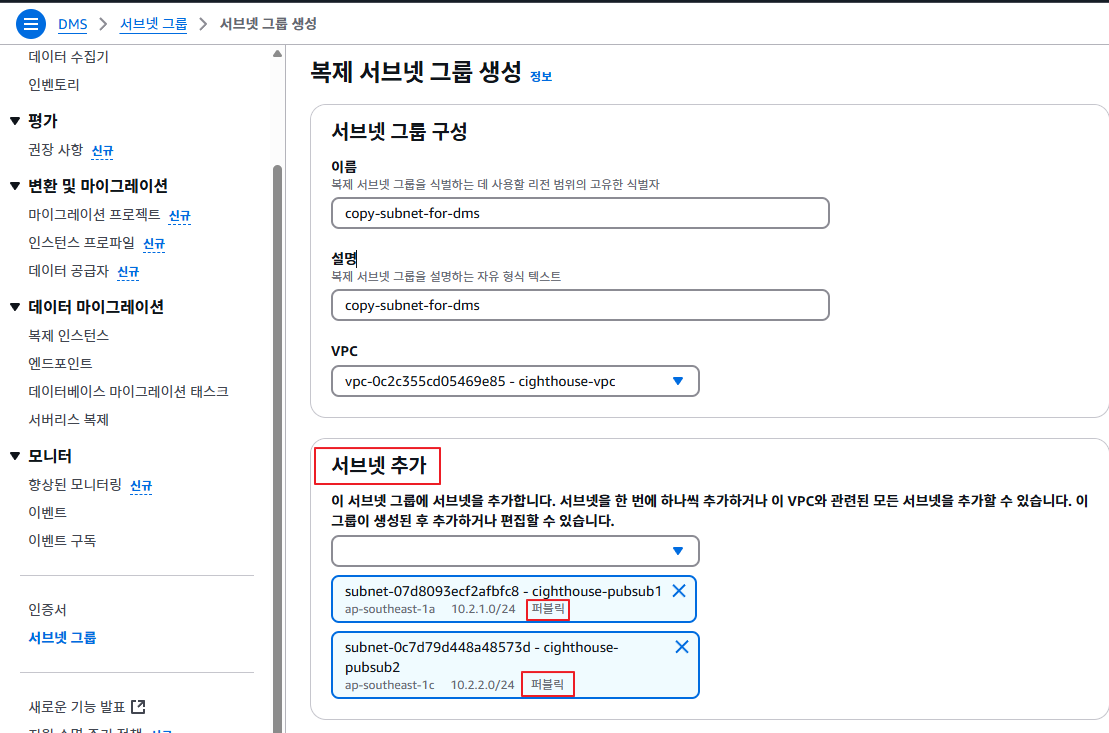 DMS > 서브넷 그룹 > 서브넷 그룹 생성
데이터 수집기
인벤토리
평가
권장 사항 신규
변환 및 마이그레이션
마이그레이션 프로젝트 신규
인스턴스 프로파일 신규
데이터 공급자 신규
데이터 마이그레이션
복제 인스턴스
엔드포인트
데이터베이스 마이그레이션 태스크
서버리스 복제
모니터
향상된 모니터링 신규
이벤트
이벤트 구독
인증서
서브넷 그룹
새로운 기능 발표
복제 서브넷 그룹 생성 정보
서브넷 그룹 구성
이름
복제 서브넷 그룹을 식별하는 데 사용할 리전 범위의 고유한 식별자
copy-subnet-for-dms
설명
복제 서브넷 그룹을 설명하는 자유 형식 텍스트
copy-subnet-for-dms
VPC
vpc-0c2c355cd05469e85 - cighthouse-vpc
서브넷 추가
이 서브넷 그룹에 서브넷을 추가합니다. 서브넷을 한 번에 하나씩 추가하거나 이 VPC와 관련된 모든 서브넷을 추가할 수 있습니다. 이
그룹이 생성된 후 추가하거나 편집할 수 있습니다.
subnet-07d8093ecf2afbfc8 - cighthouse-pubsub1
ap-southeast-1a 10.2.1.0/24 퍼블릭
subnet-0c7d79d448a48573d - cighthouse-
pubsub2
ap-southeast-1c 10.2.2.0/24 퍼블릭